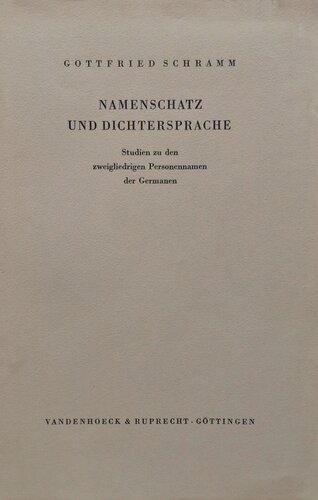 GOTTFRIED SCHRAMM
NAMENSCHATZ
UND DICHTERSPRACHE
Studien zu den
zweigliedrigen Personennamen
der Germanen
VANDENHOECK & RUPRECHT · GÖTTINGEN